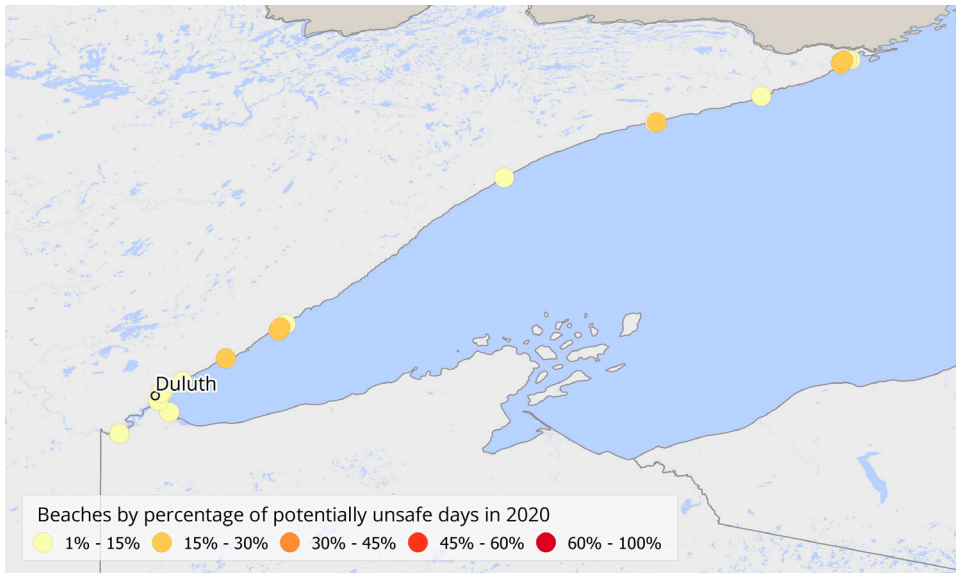 Duluth
Beaches by percentage of potentially unsafe days in 2020
1% - 15% 15% - 30% 30% - 45% 45% - 60% 60% - 100%